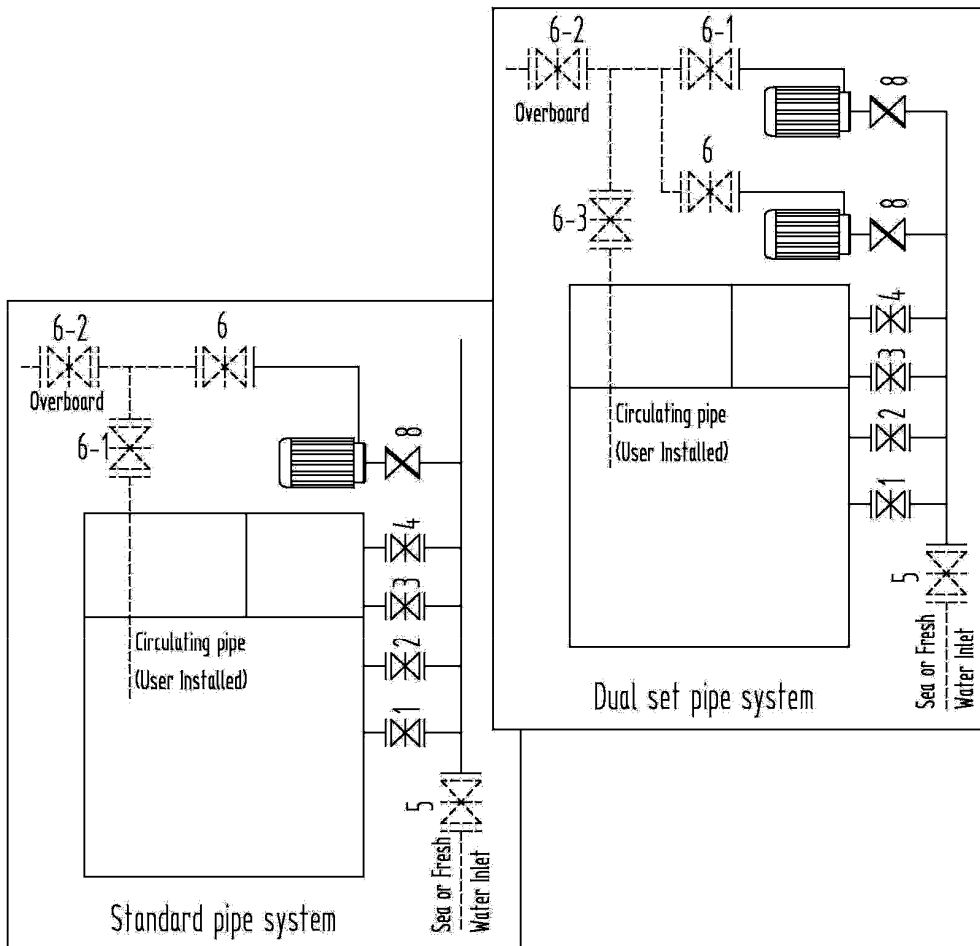 6-2
6-1
Overboard
8
6
6-3
8
4
3
Circulating pipe
(User Installed)
2
1
5
Sea or Fresh
Water Inlet
Dual set pipe system
6-2
6
Overboard
6-1
8
4
3
Circulating pipe
(User Installed)
2
1
5
Sea or Fresh
Water Inlet
Standard pipe system